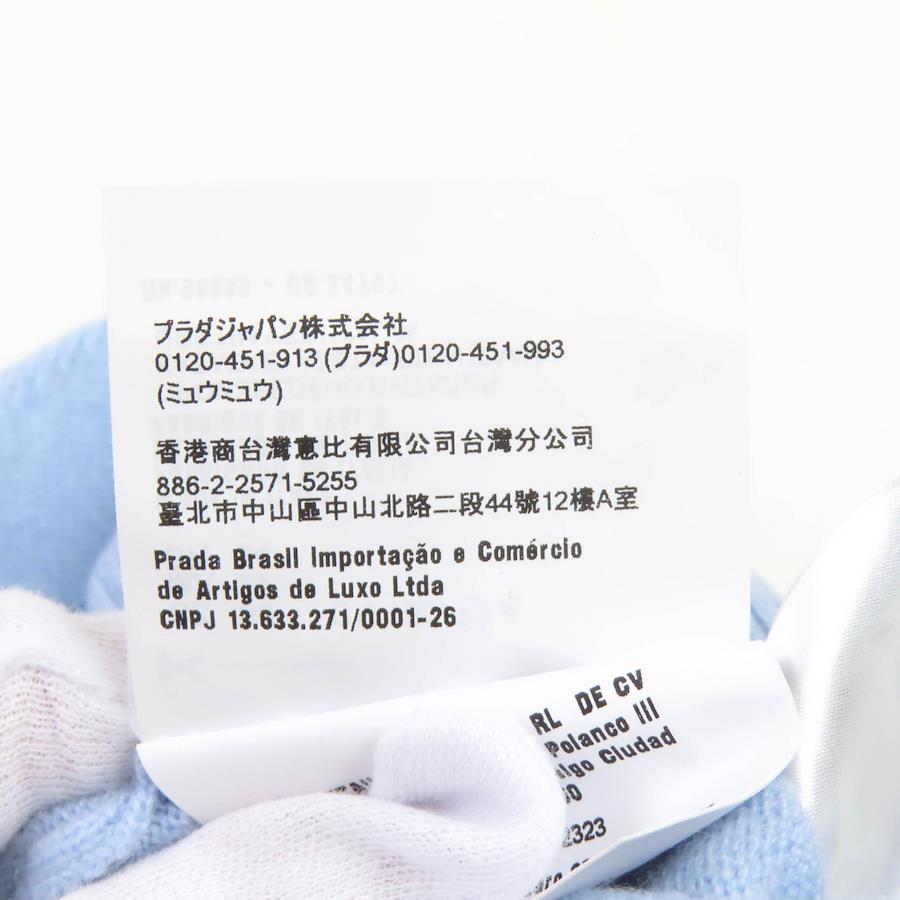 プラダジャパン株式会社
0120-451-913 (プラダ)0120-451-993
(ミュウミュウ)
香港商台灣惠比有限公司台灣分公司
886-2-2571-5255
臺北市中山區中山北路二段44號12樓A室
Prada Brasil Importação e Comércio
de Artigos de Luxo Ltda
CNPJ 13.633.271/0001-26
RL DE CV
Polanco III
Ciudad
2323